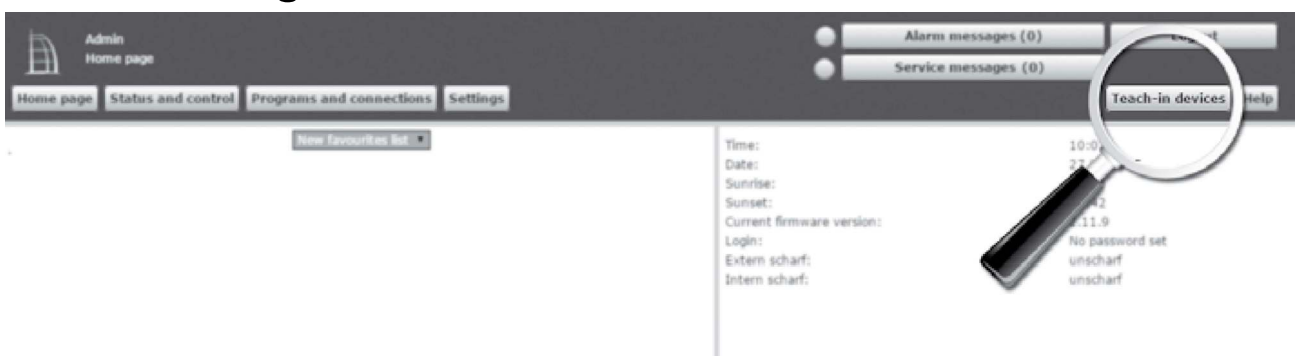 Admin
Home page
Alarm messages (0)
Service messages (0)
Home page Status and control Programs and connections Settings Teach-in devices Help
New favourites list
Time:
Date:
Sunrise:
Sunset:
Current firmware version:
Login: No password set
Extern scharf: unscharf
Intern scharf: unscharf